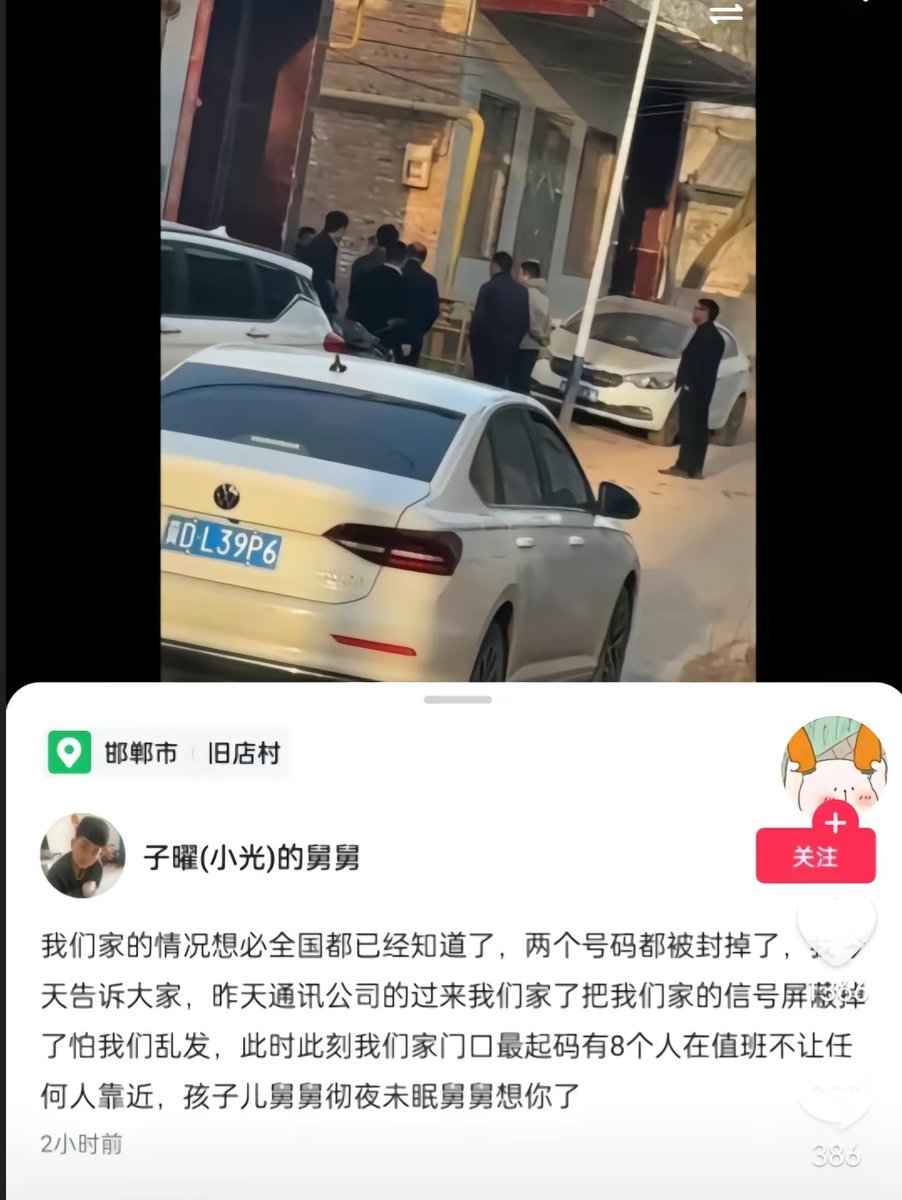 冀D·L39P6
邯郸市 旧店村
子曜(小光)的舅舅
关注
我们家的情况想必全国都已经知道了，两个号码都被封掉了，我今
天告诉大家，昨天通讯公司的过来我们家了把我们家的信号屏蔽掉
了怕我们乱发，此时此刻我们家门口最起码有8个人在值班不让任
何人靠近，孩子儿舅舅彻夜未眠舅舅想你了
2小时前
386